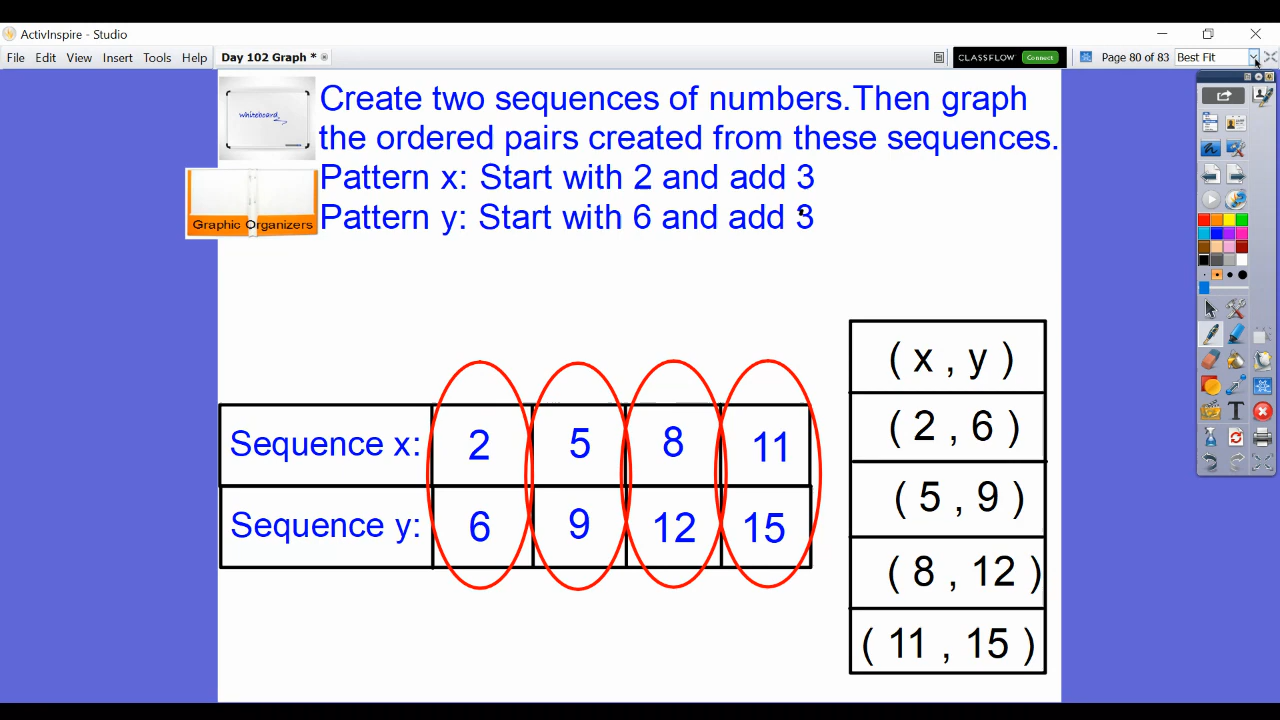 ActivInspire - Studio
File Edit View Insert Tools Help Day 102 Graph * CLASSFLOW Connect Page 80 of 83 Best Fit
whiteboard
Create two sequences of numbers.Then graph
the ordered pairs created from these sequences.
Pattern x: Start with 2 and add 3
Graphic Organizers
Pattern y: Start with 6 and add 3
Sequence x: 2 5 8 11
Sequence y: 6 9 12 15
( x , y )
( 2 , 6 )
( 5 , 9 )
( 8 , 12 )
( 11 , 15 )